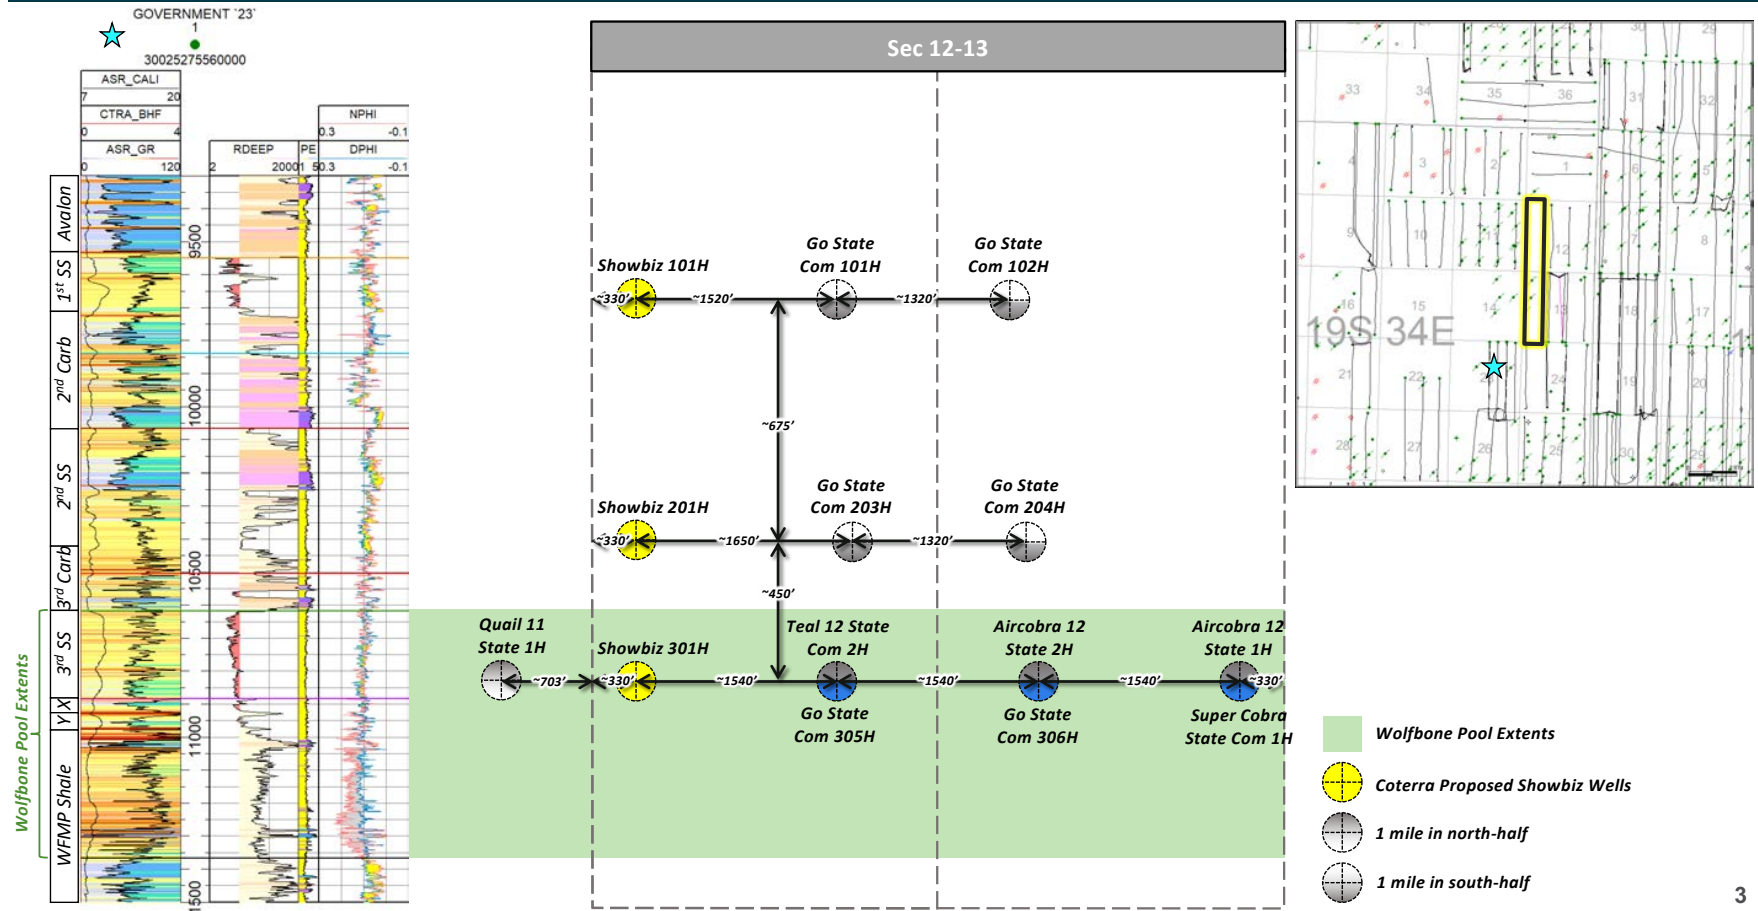 GOVERNMENT '23'
1
30025275560000
ASR_CALI
7 20
CTRA_BHF
0 4
ASR_GR
0 120
RDEEP
2 2000
PE
1 5
NPHI
0.3 -0.1
DPHI
0.3 -0.1
Avalon
1st SS
2nd Carb
2nd SS
3rd Carb
3rd SS
X
Y
WFMP Shale
Wolfbone Pool Extents
9500
10000
10500
11000
11500
Sec 12-13
Showbiz 101H
Go State
Com 101H
Go State
Com 102H
~330'
~1520'
~1320'
~675'
Showbiz 201H
Go State
Com 203H
Go State
Com 204H
~330'
~1650'
~1320'
~450'
Quail 11
State 1H
Showbiz 301H
Teal 12 State
Com 2H
Aircobra 12
State 2H
Aircobra 12
State 1H
~703'
~330'
~1540'
~1540'
~1540'
~330'
Go State
Com 305H
Go State
Com 306H
Super Cobra
State Com 1H
30
29
33
34
35
36
31
32
4
3
2
1
6
5
9
10
11
12
7
8
16
15
14
13
18
17
19S 34E
21
22
24
19
20
28
27
26
25
30
29
Wolfbone Pool Extents
Coterra Proposed Showbiz Wells
1 mile in north-half
1 mile in south-half
3